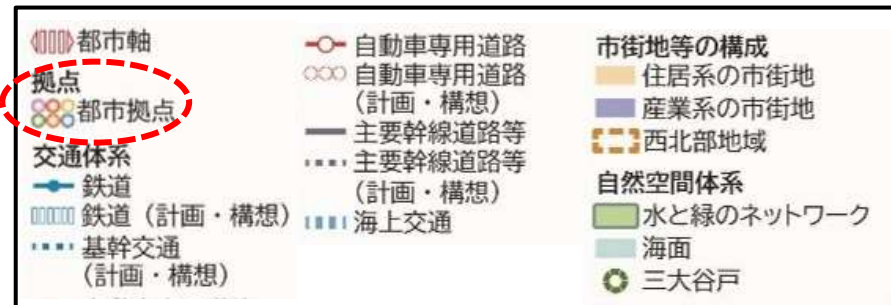 都市軸
拠点
都市拠点
交通体系
鉄道
鉄道(計画・構想)
基幹交通
(計画・構想)
自動車専用道路
自動車専用道路
(計画・構想)
主要幹線道路等
主要幹線道路等
(計画・構想)
海上交通
市街地等の構成
住居系の市街地
産業系の市街地
西北部地域
自然空間体系
水と緑のネットワーク
海面
三大谷戸